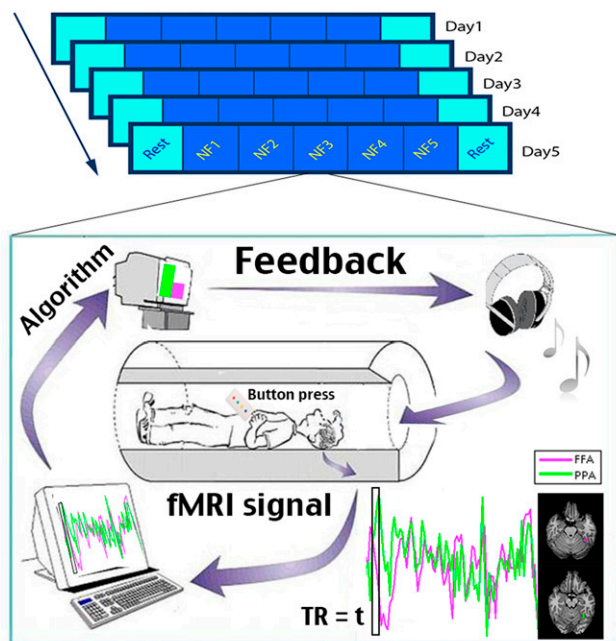 Day1
Day2
Day3
Day4
Rest NF1 NF2 NF3 NF4 NF5 Rest Day5
Algorithm
Feedback
Button press
fMRI signal
FFA
PPA
TR = t